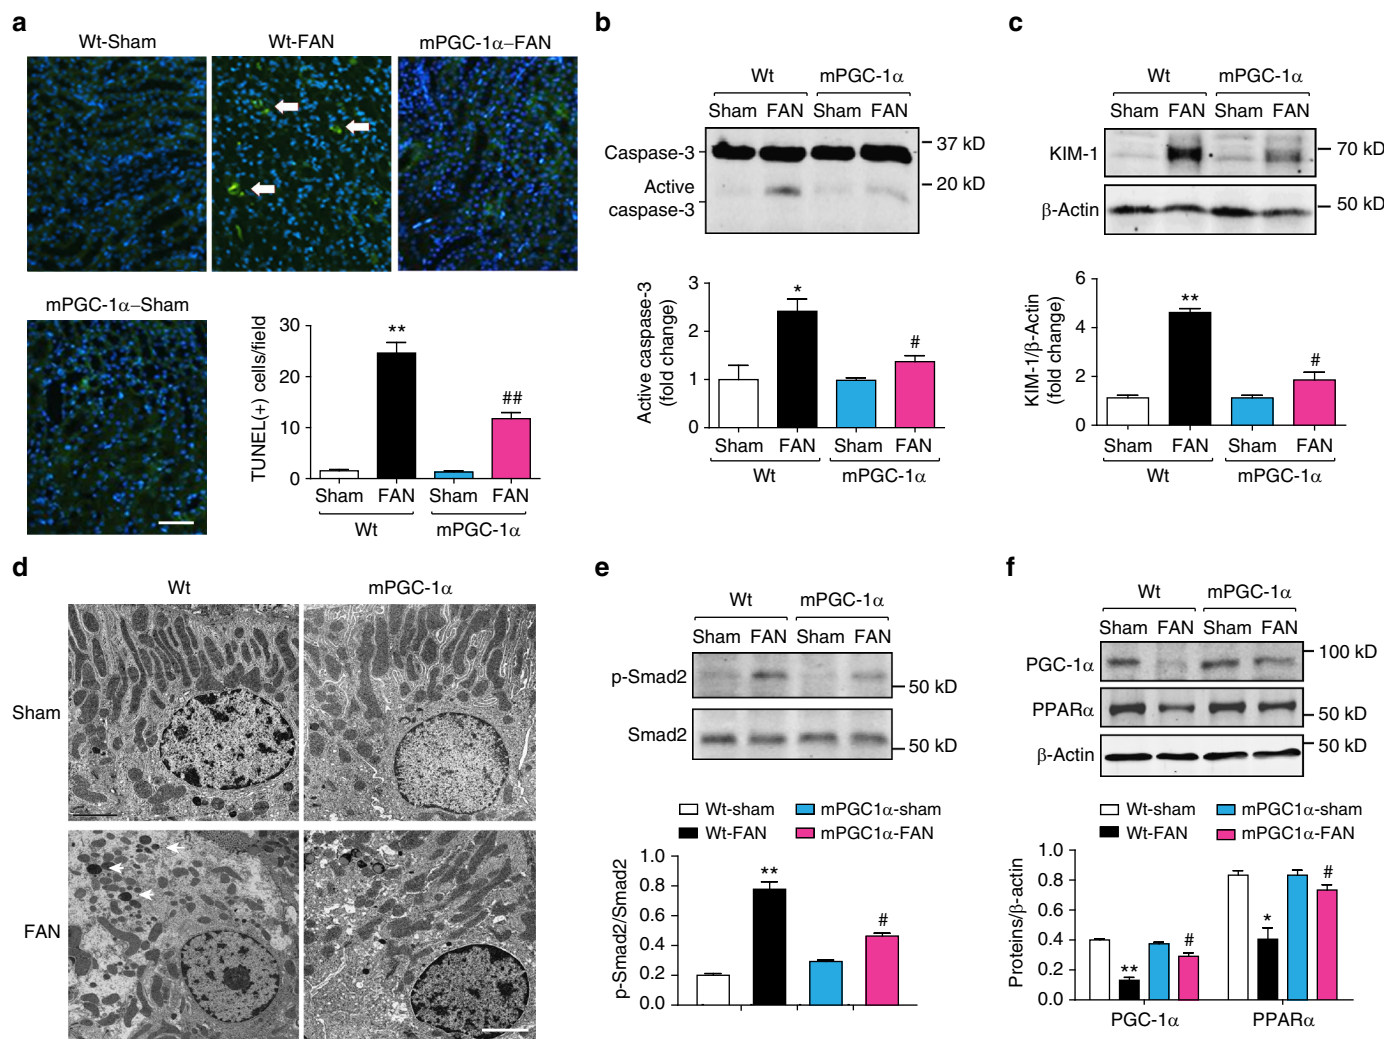 a
Wt-Sham
Wt-FAN
mPGC-1α–FAN
mPGC-1α–Sham
TUNEL(+) cells/field
30
20
10
0
**
##
Sham FAN Sham FAN
Wt mPGC-1α
b
Wt mPGC-1α
Sham FAN Sham FAN
Caspase-3
Active
caspase-3
37 kD
20 kD
Active caspase-3
(fold change)
3
2
1
0
*
#
Sham FAN Sham FAN
Wt mPGC-1α
c
Wt mPGC-1α
Sham FAN Sham FAN
KIM-1
70 kD
β-Actin
50 kD
KIM-1/β-Actin
(fold change)
6
4
2
0
**
#
Sham FAN Sham FAN
Wt mPGC-1α
d
Wt mPGC-1α
Sham
FAN
e
Wt mPGC-1α
Sham FAN Sham FAN
p-Smad2
50 kD
Smad2
50 kD
Wt-sham mPGC1α-sham
Wt-FAN mPGC1α-FAN
p-Smad2/Smad2
1.0
0.8
0.6
0.4
0.2
0.0
**
#
f
Wt mPGC-1α
Sham FAN Sham FAN
PGC-1α
100 kD
PPARα
50 kD
β-Actin
50 kD
Wt-sham mPGC1α-sham
Wt-FAN mPGC1α-FAN
Proteins/β-actin
1.0
0.8
0.6
0.4
0.2
0.0
**
#
*
#
PGC-1α PPARα